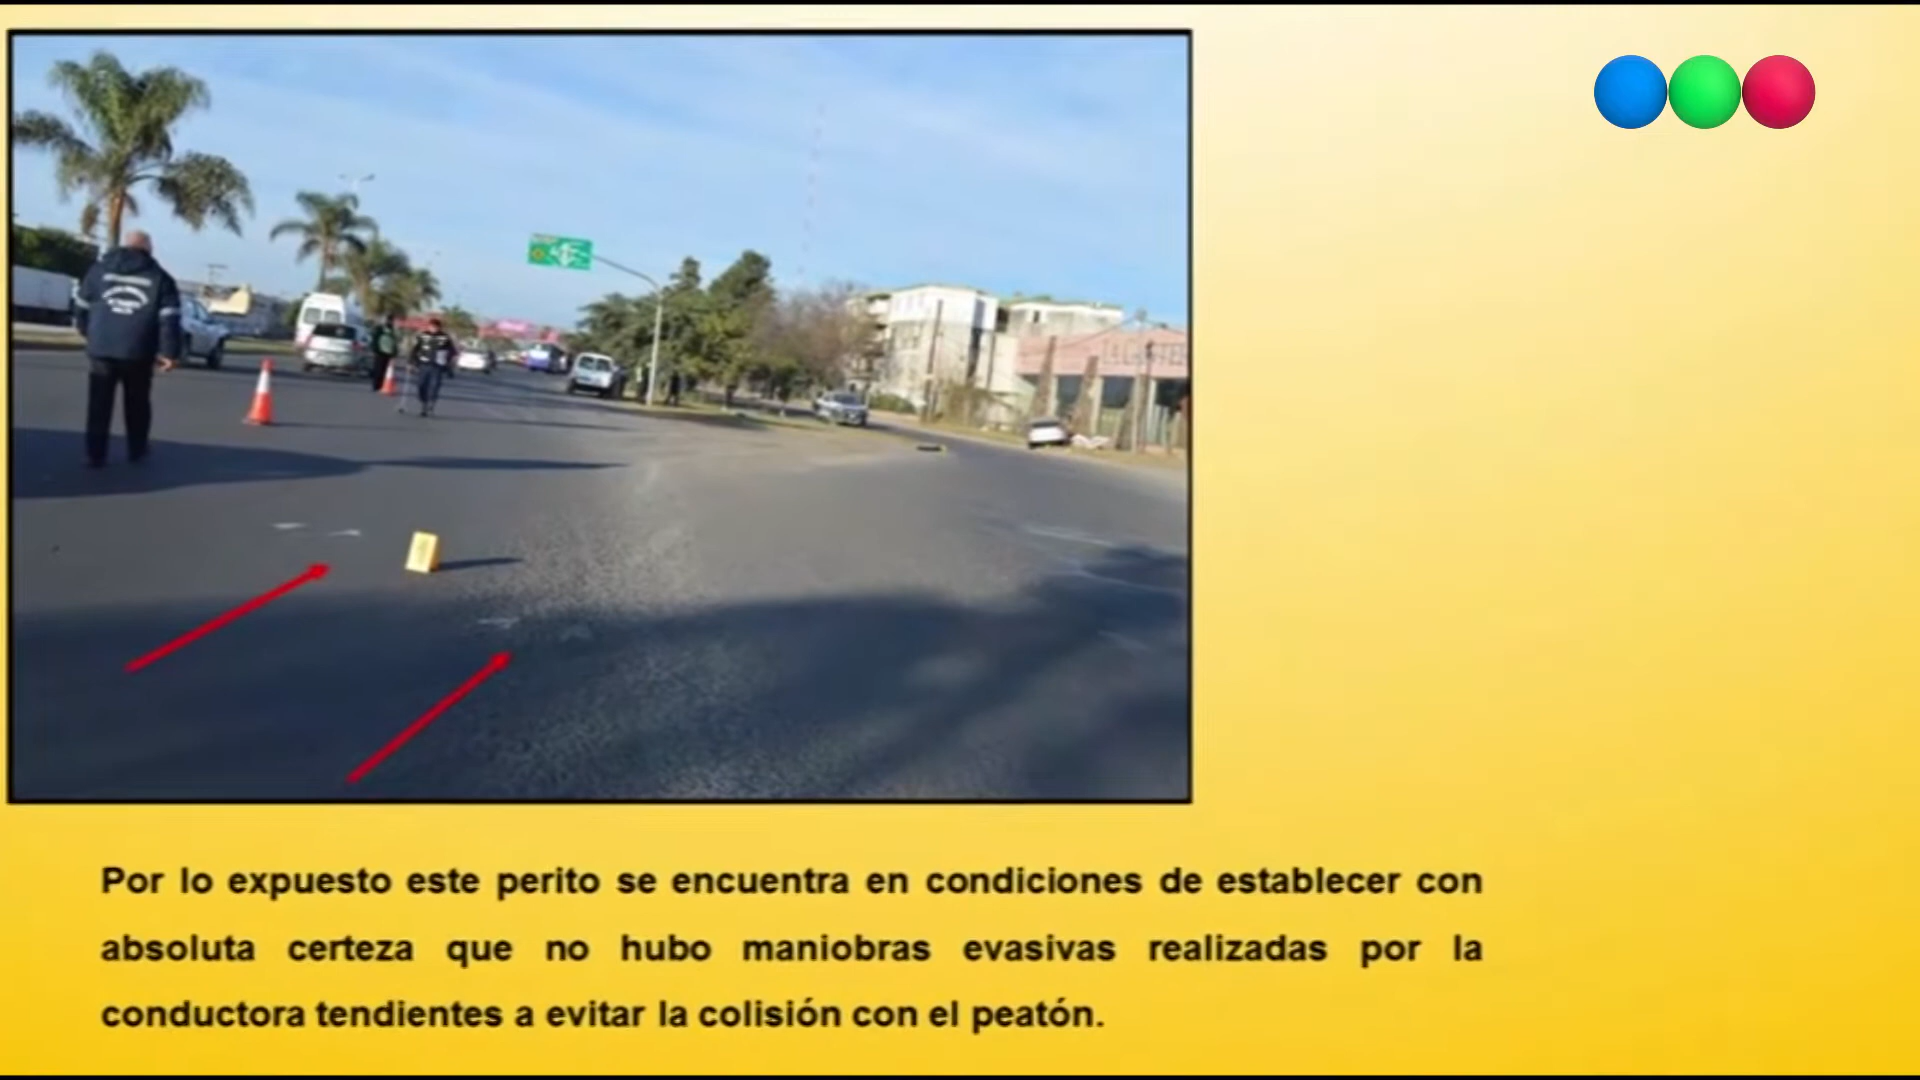 Por lo expuesto este perito se encuentra en condiciones de establecer con
absoluta certeza que no hubo maniobras evasivas realizadas por la
conductora tendientes a evitar la colisión con el peatón.